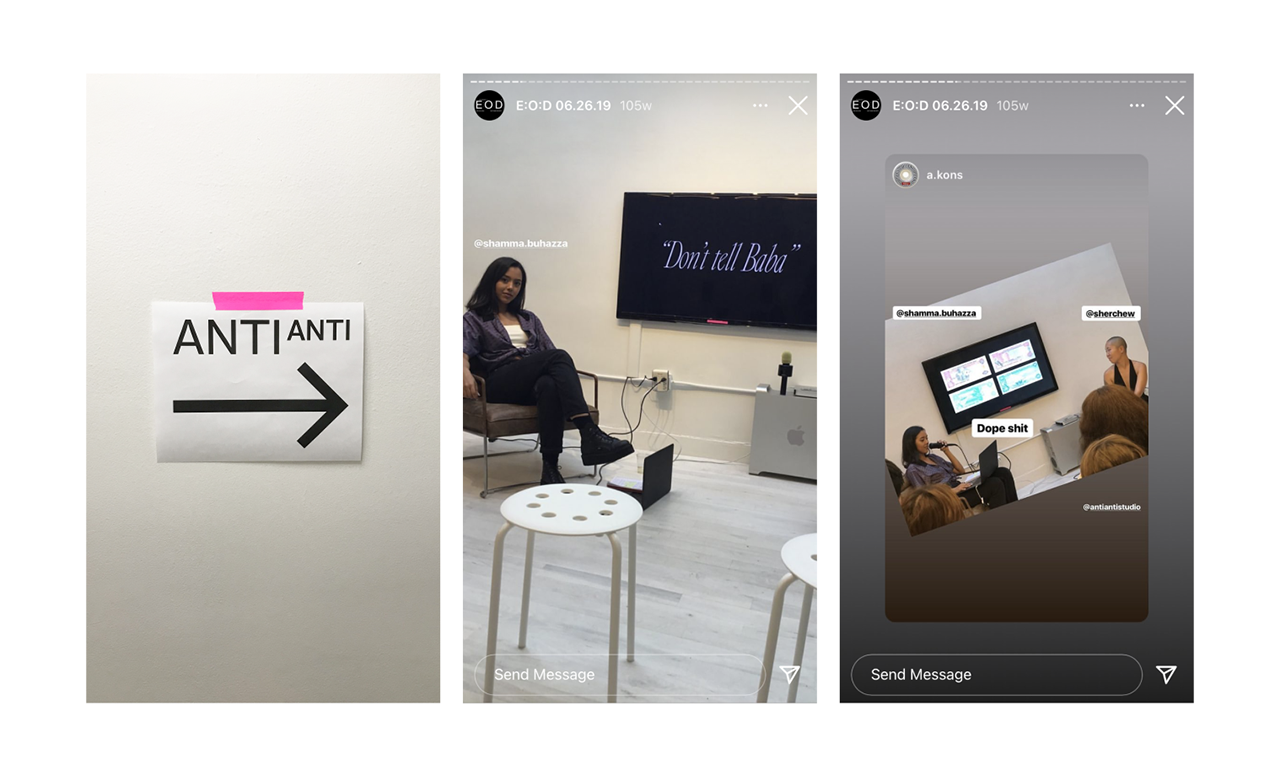 ANTI ANTI
EOD
E:O:D 06.26.19 105w
@shamma.buhazza
“Don’t tell Baba”
Send Message
EOD
E:O:D 06.26.19 105w
a.kons
@shamma.buhazza
@sherchew
Dope shit
@antiantistudio
Send Message